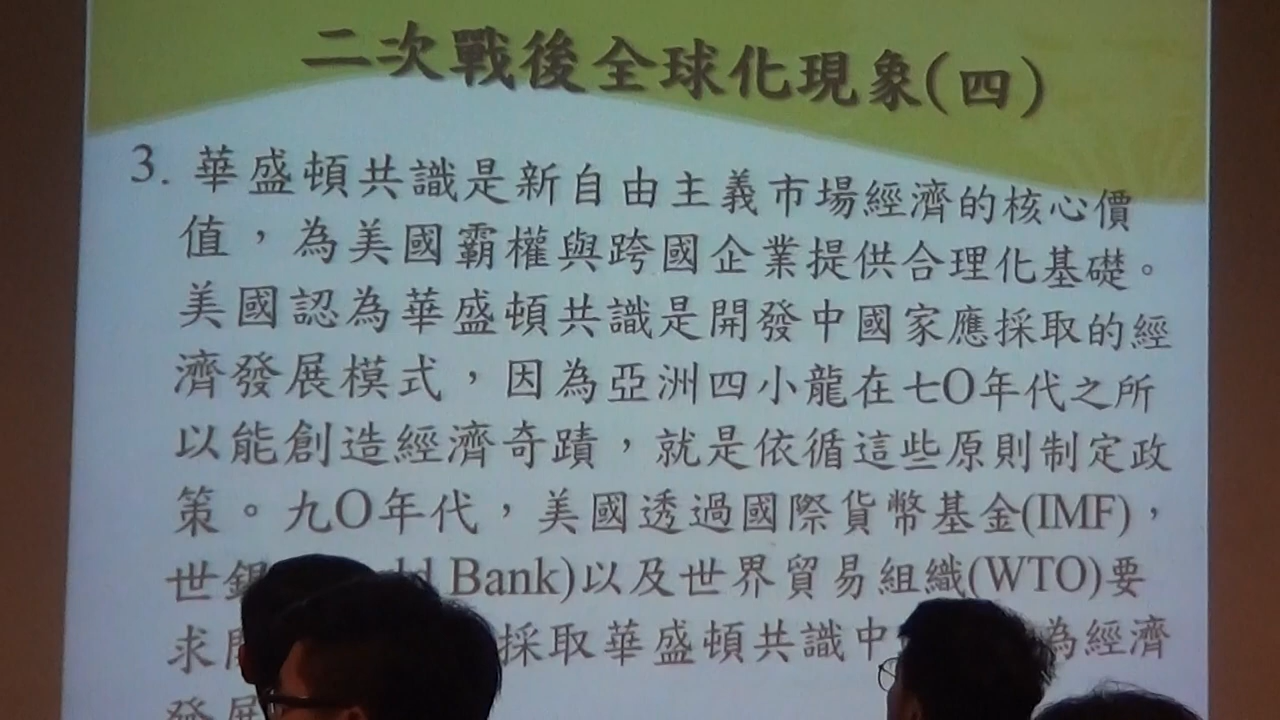 二次戰後全球化現象(四)
3. 華盛頓共識是新自由主義市場經濟的核心價
值，為美國霸權與跨國企業提供合理化基礎。
美國認為華盛頓共識是開發中國家應採取的經
濟發展模式，因為亞洲四小龍在七O年代之所
以能創造經濟奇蹟，就是依循這些原則制定政
策。九O年代，美國透過國際貨幣基金(IMF)，
世銀 Bank)以及世界貿易組織(WTO)要
求 採取華盛頓共識中 為經濟
發展